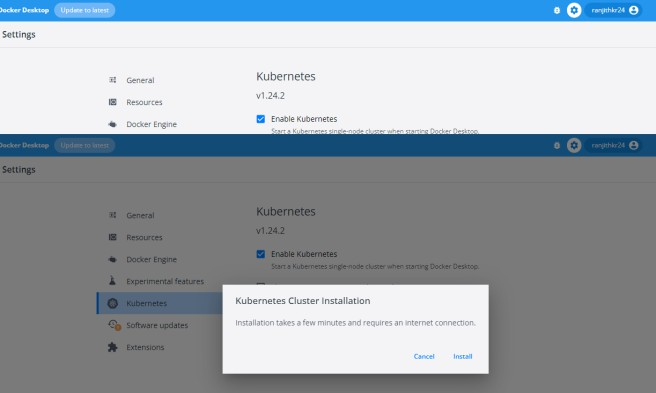 Docker Desktop Update to latest ranjithkr24
Settings
General
Resources
Docker Engine
Kubernetes
v1.24.2
Enable Kubernetes
Start a Kubernetes single-node cluster when starting Docker Desktop.
Docker Desktop Update to latest ranjithkr24
Settings
General
Resources
Docker Engine
Experimental features
Kubernetes
Software updates
Extensions
Kubernetes
v1.24.2
Enable Kubernetes
Start a Kubernetes single-node cluster when starting Docker Desktop.
Kubernetes Cluster Installation
Installation takes a few minutes and requires an internet connection.
Cancel Install